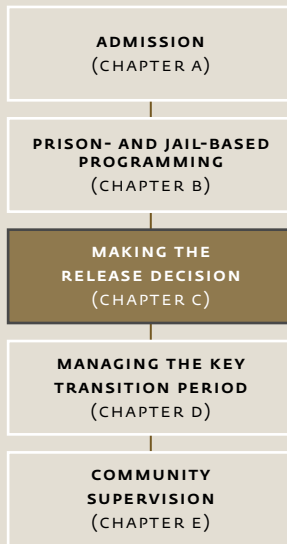 ADMISSION
(CHAPTER A)
PRISON- AND JAIL-BASED
PROGRAMMING
(CHAPTER B)
MAKING THE
RELEASE DECISION
(CHAPTER C)
MANAGING THE KEY
TRANSITION PERIOD
(CHAPTER D)
COMMUNITY
SUPERVISION
(CHAPTER E)